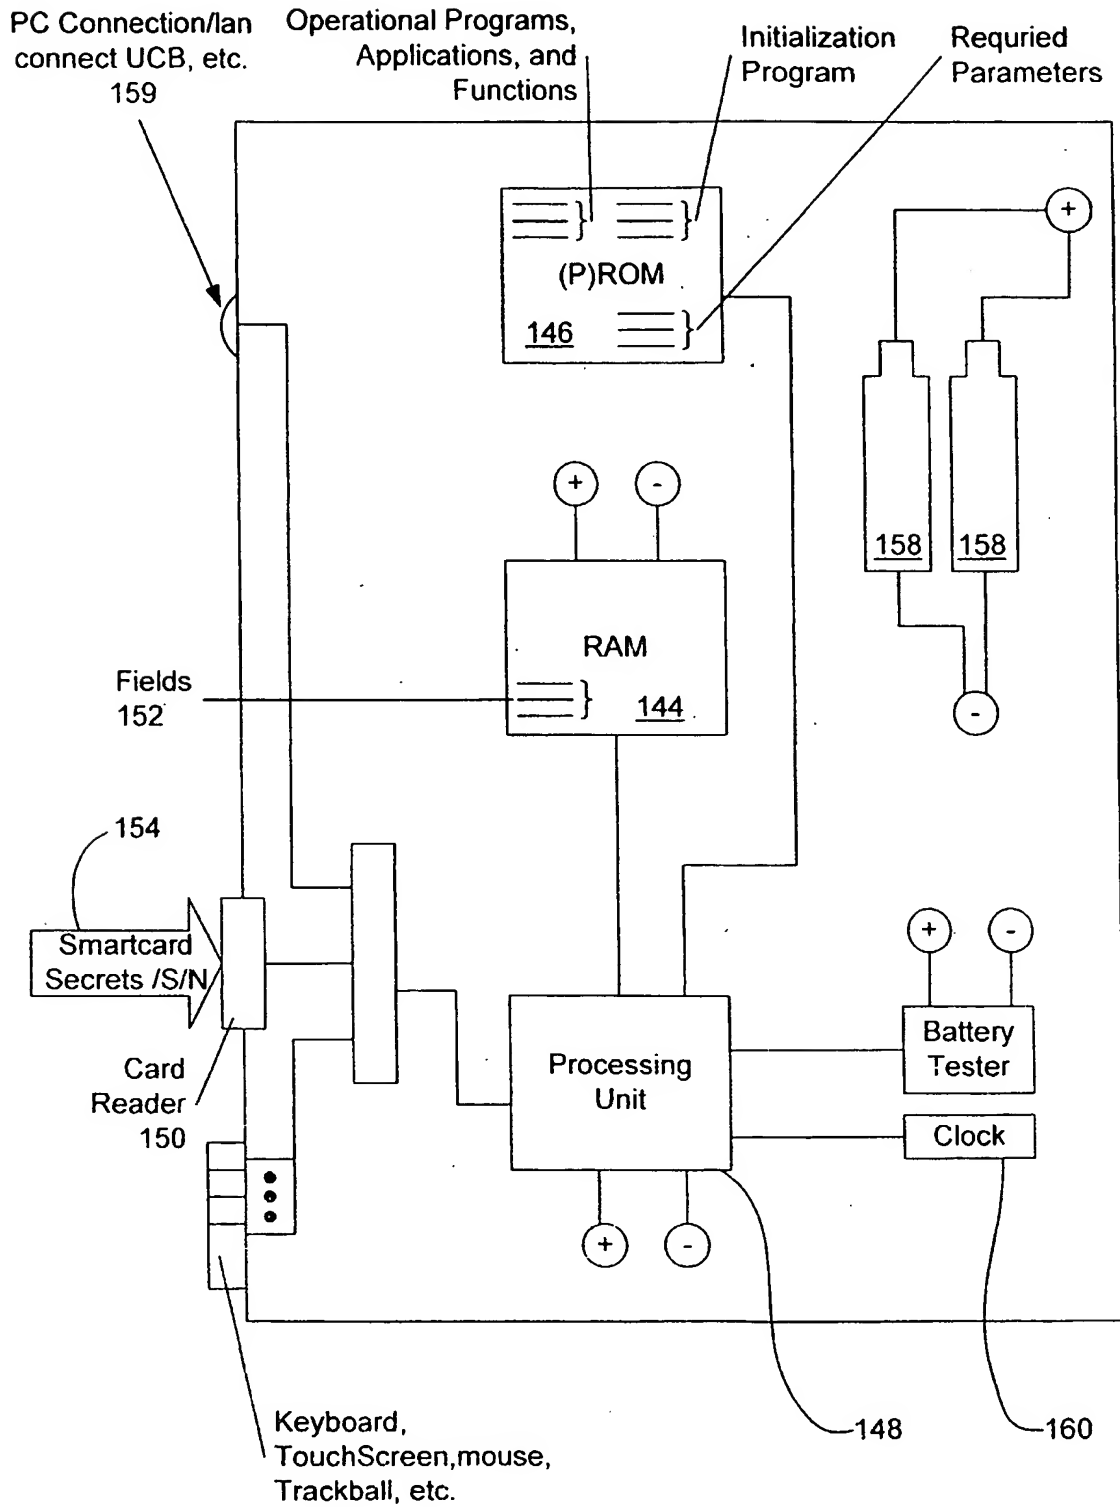 PC Connection/lan
connect UCB, etc.
159
Operational Programs,
Applications, and
Functions
Initialization
Program
Requried
Parameters
(P)ROM
146
+
158
158
-
+
-
RAM
144
Fields
152
154
Smartcard
Secrets /S/N
Card
Reader
150
Processing
Unit
+
-
+
-
Battery
Tester
Clock
148
160
Keyboard,
TouchScreen,mouse,
Trackball, etc.